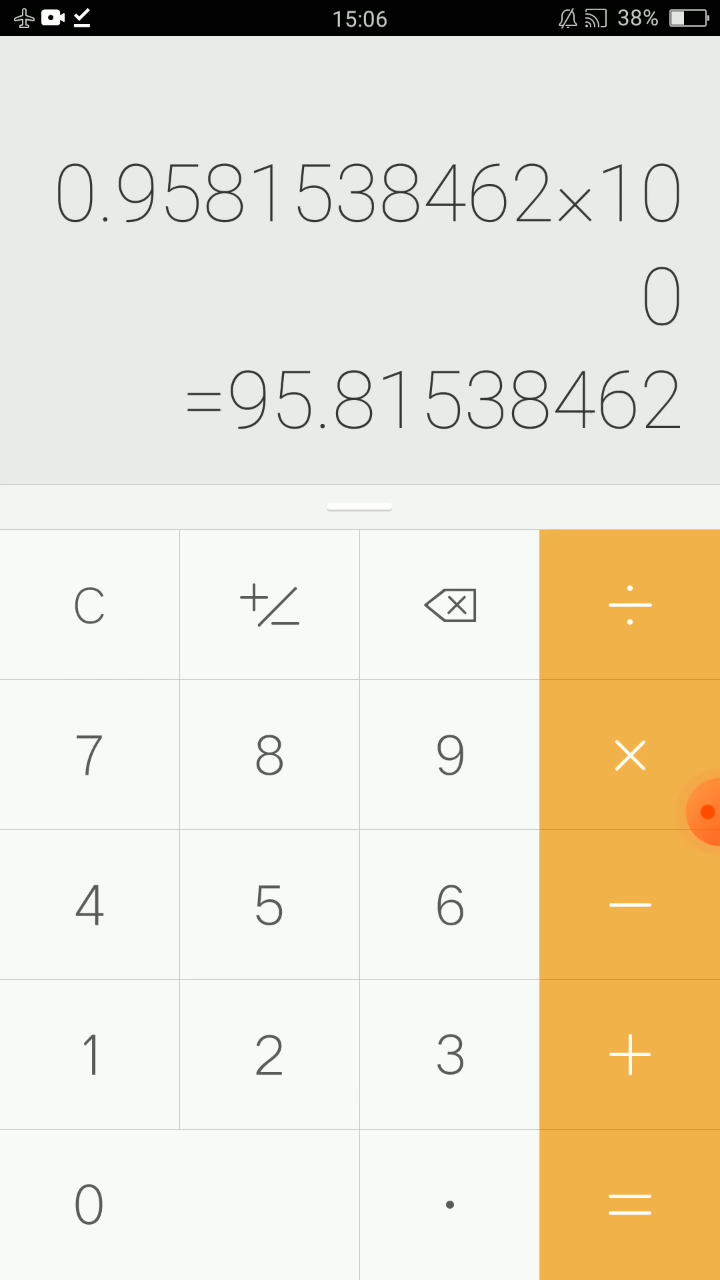 15:06 38%
0.9581538462×10
0
=95.81538462
C +/− ÷
7 8 9 ×
4 5 6 −
1 2 3 +
0 . =